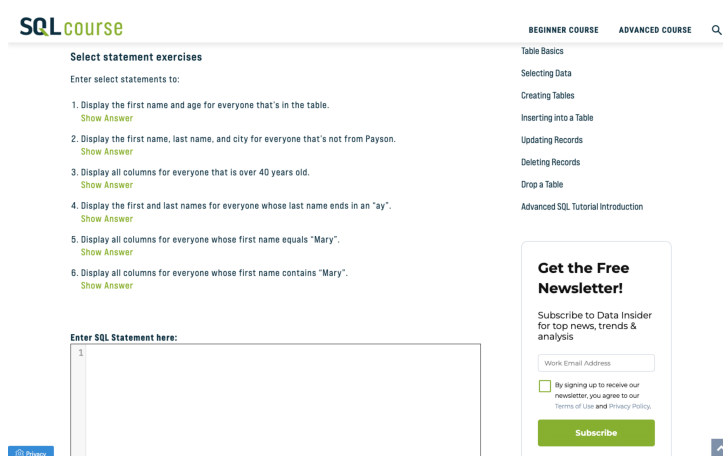 SQLcourse
BEGINNER COURSE ADVANCED COURSE
Select statement exercises
Enter select statements to:
1. Display the first name and age for everyone that's in the table.
Show Answer
2. Display the first name, last name, and city for everyone that's not from Payson.
Show Answer
3. Display all columns for everyone that is over 40 years old.
Show Answer
4. Display the first and last names for everyone whose last name ends in an “ay”.
Show Answer
5. Display all columns for everyone whose first name equals “Mary”.
Show Answer
6. Display all columns for everyone whose first name contains “Mary”.
Show Answer
Enter SQL Statement here:
1
Table Basics
Selecting Data
Creating Tables
Inserting into a Table
Updating Records
Deleting Records
Drop a Table
Advanced SQL Tutorial Introduction
Get the Free
Newsletter!
Subscribe to Data Insider
for top news, trends &
analysis
Work Email Address
By signing up to receive our
newsletter, you agree to our
Terms of Use and Privacy Policy.
Subscribe
Privacy